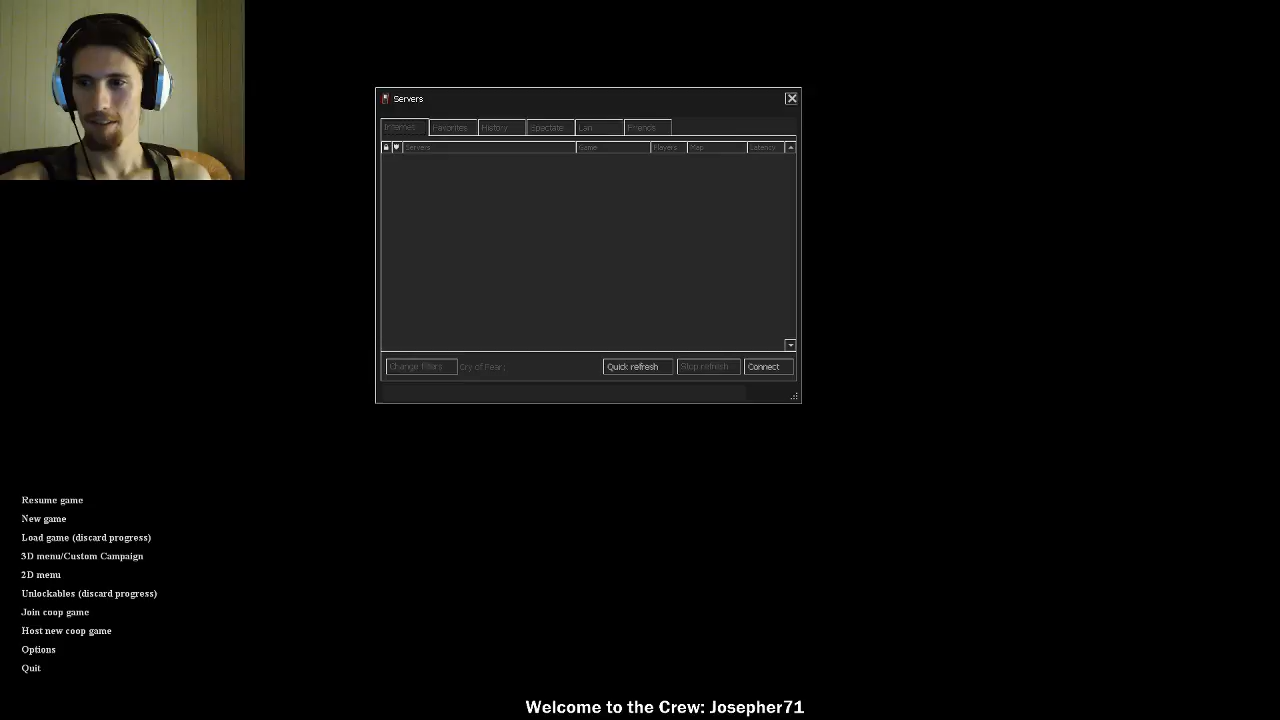 Servers
Internet Favorites History Spectate Lan Friends
Servers Game Players Map Latency
Change filters Cry of Fear; Quick refresh Stop refresh Connect
Resume game
New game
Load game (discard progress)
3D menu/Custom Campaign
2D menu
Unlockables (discard progress)
Join coop game
Host new coop game
Options
Quit
Welcome to the Crew: Josepher71